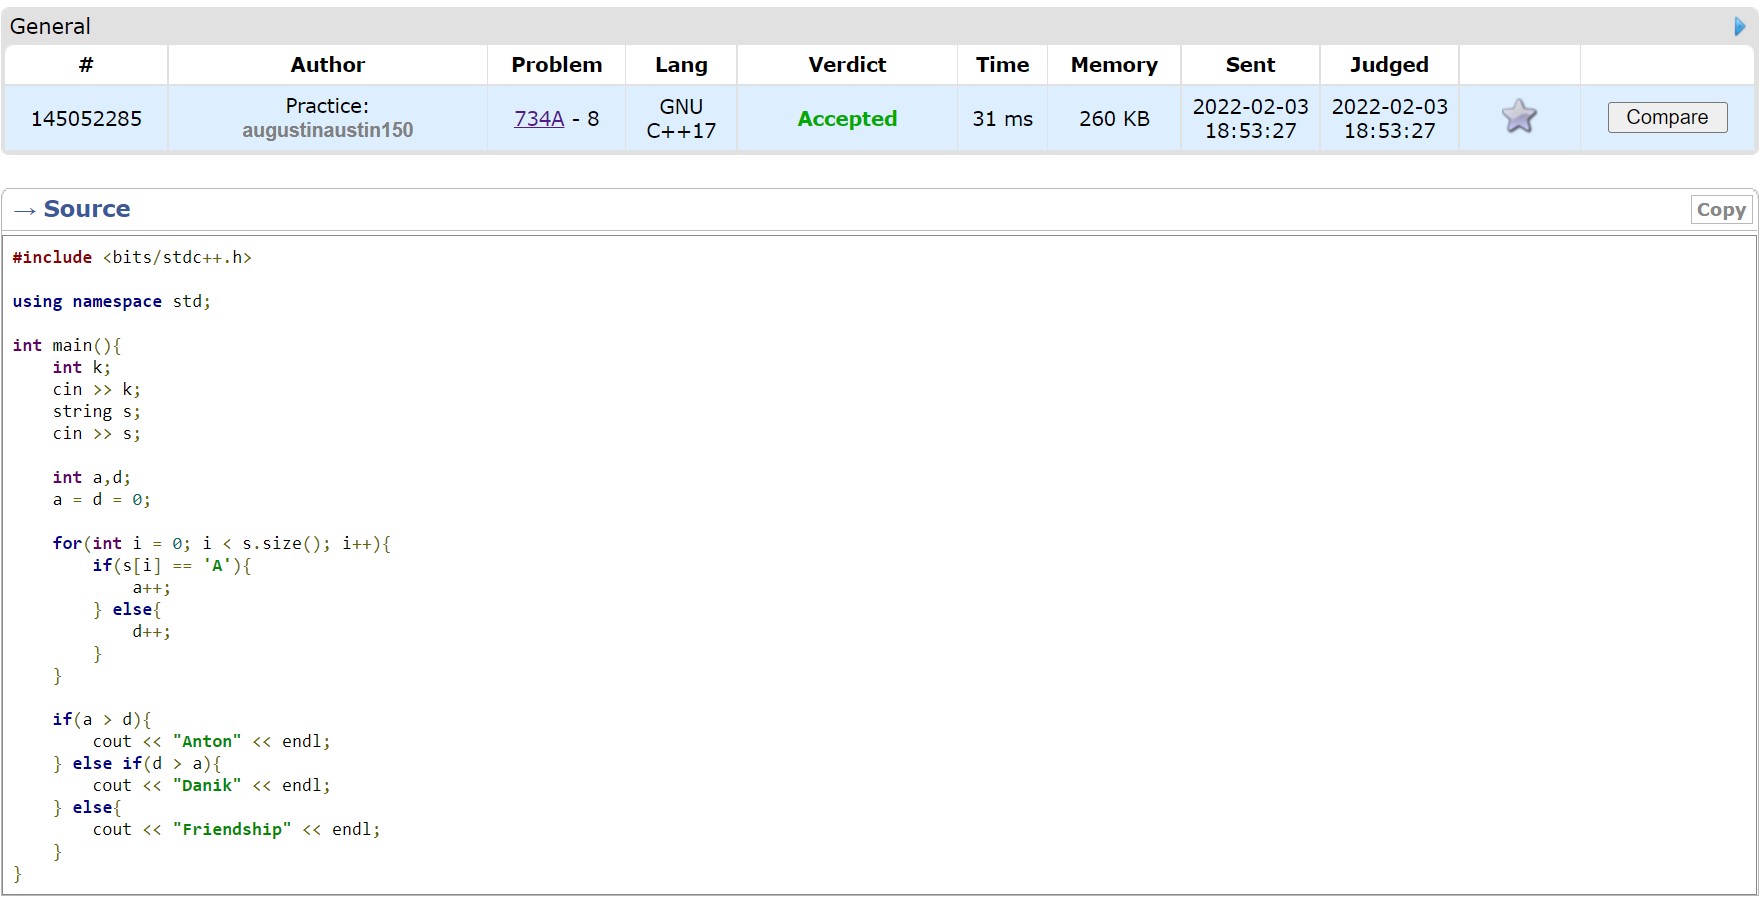 General
# Author Problem Lang Verdict Time Memory Sent Judged
145052285 Practice: augustinaustin150 734A - 8 GNU C++17 Accepted 31 ms 260 KB 2022-02-03 18:53:27 2022-02-03 18:53:27 Compare
→ Source Copy
#include <bits/stdc++.h>
using namespace std;
int main(){
    int k;
    cin >> k;
    string s;
    cin >> s;
    int a,d;
    a = d = 0;
    for(int i = 0; i < s.size(); i++){
        if(s[i] == 'A'){
            a++;
        } else{
            d++;
        }
    }
    if(a > d){
        cout << "Anton" << endl;
    } else if(d > a){
        cout << "Danik" << endl;
    } else{
        cout << "Friendship" << endl;
    }
}